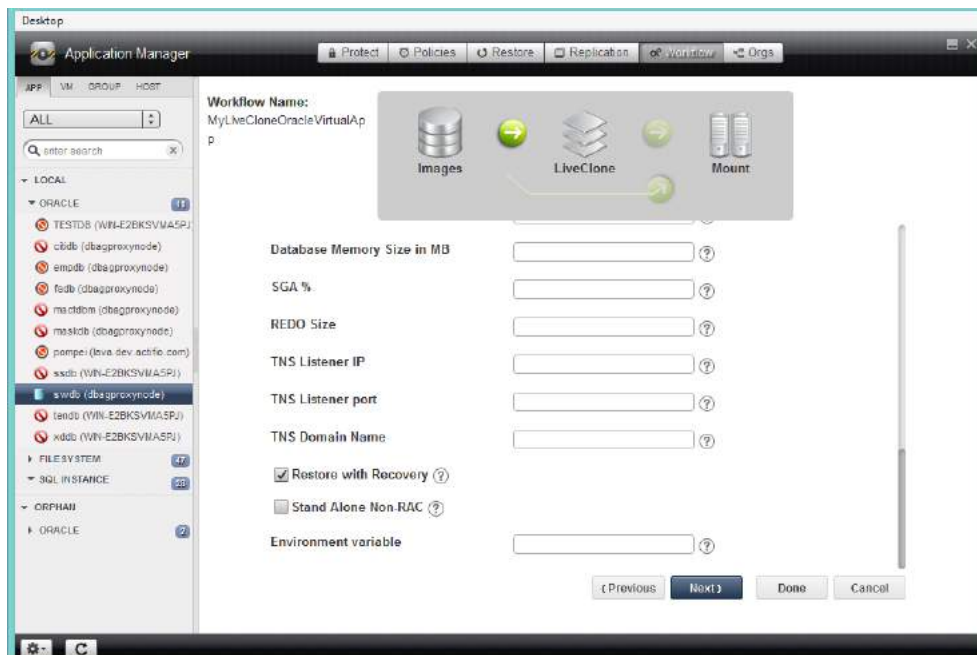 Desktop
Application Manager
Protect
Policies
Restore
Replication
Workflow
Orgs
APP
VM
GROUP
HOST
ALL
enter search
LOCAL
ORACLE
TESTDB (WIN-E2BKSVMA5PJ
citidb (dbagproxynode)
empdb (dbagproxynode)
fsdb (dbagproxynode)
mactdbm (dbagproxynode)
maskdb (dbagproxynode)
pompei (lava.dev.actifio.com)
ssdb (WIN-E2BKSVMA5PJ)
swdb (dbagproxynode)
tendb (WIN-E2BKSVMA5PJ)
xddb (WIN-E2BKSVMA5PJ)
FILESYSTEM
47
SQL INSTANCE
ORPHAN
ORACLE
2
Workflow Name:
MyLiveCloneOracleVirtualAp
p
Images
LiveClone
Mount
Database Memory Size in MB
SGA %
REDO Size
TNS Listener IP
TNS Listener port
TNS Domain Name
Restore with Recovery
Stand Alone Non-RAC
Environment variable
Previous
Next
Done
Cancel